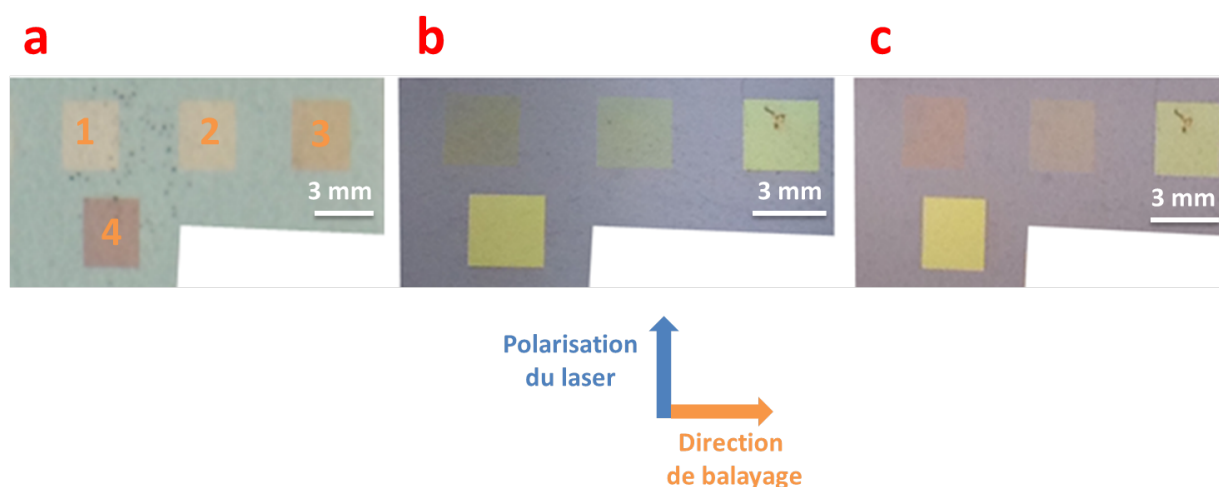 a
b
c
1 2 3
3 mm
3 mm
3 mm
4
Polarisation
du laser
Direction
de balayage